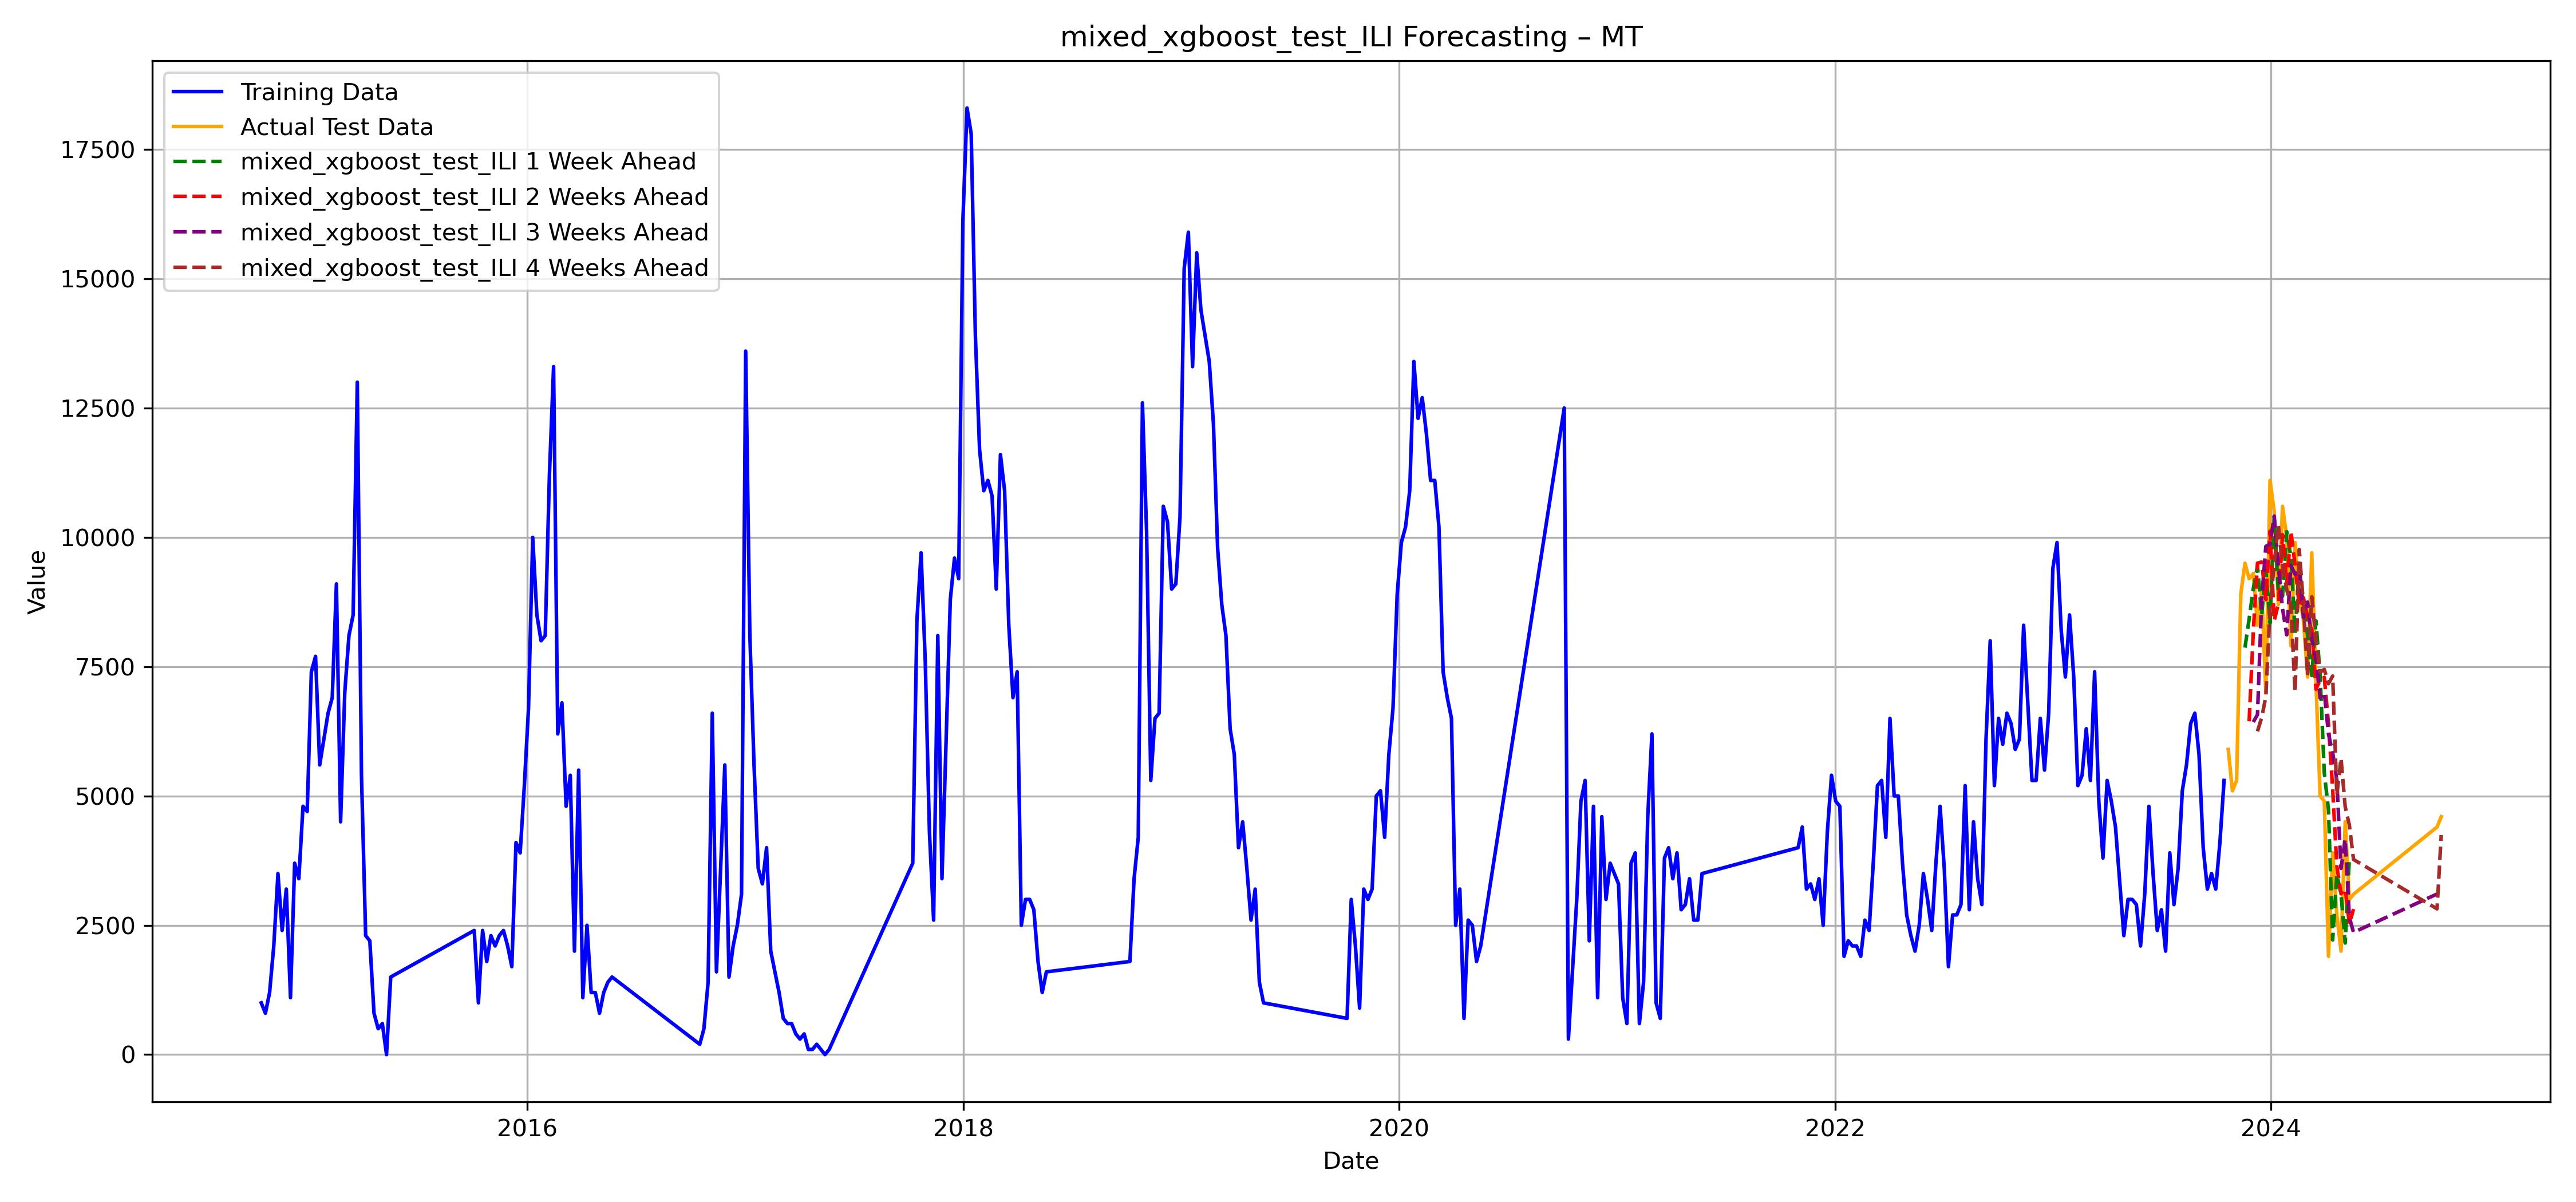 mixed_xgboost_test_ILI Forecasting – MT
Training Data
Actual Test Data
mixed_xgboost_test_ILI 1 Week Ahead
mixed_xgboost_test_ILI 2 Weeks Ahead
mixed_xgboost_test_ILI 3 Weeks Ahead
mixed_xgboost_test_ILI 4 Weeks Ahead
17500
15000
12500
10000
7500
5000
2500
0
Value
2016
2018
2020
2022
2024
Date